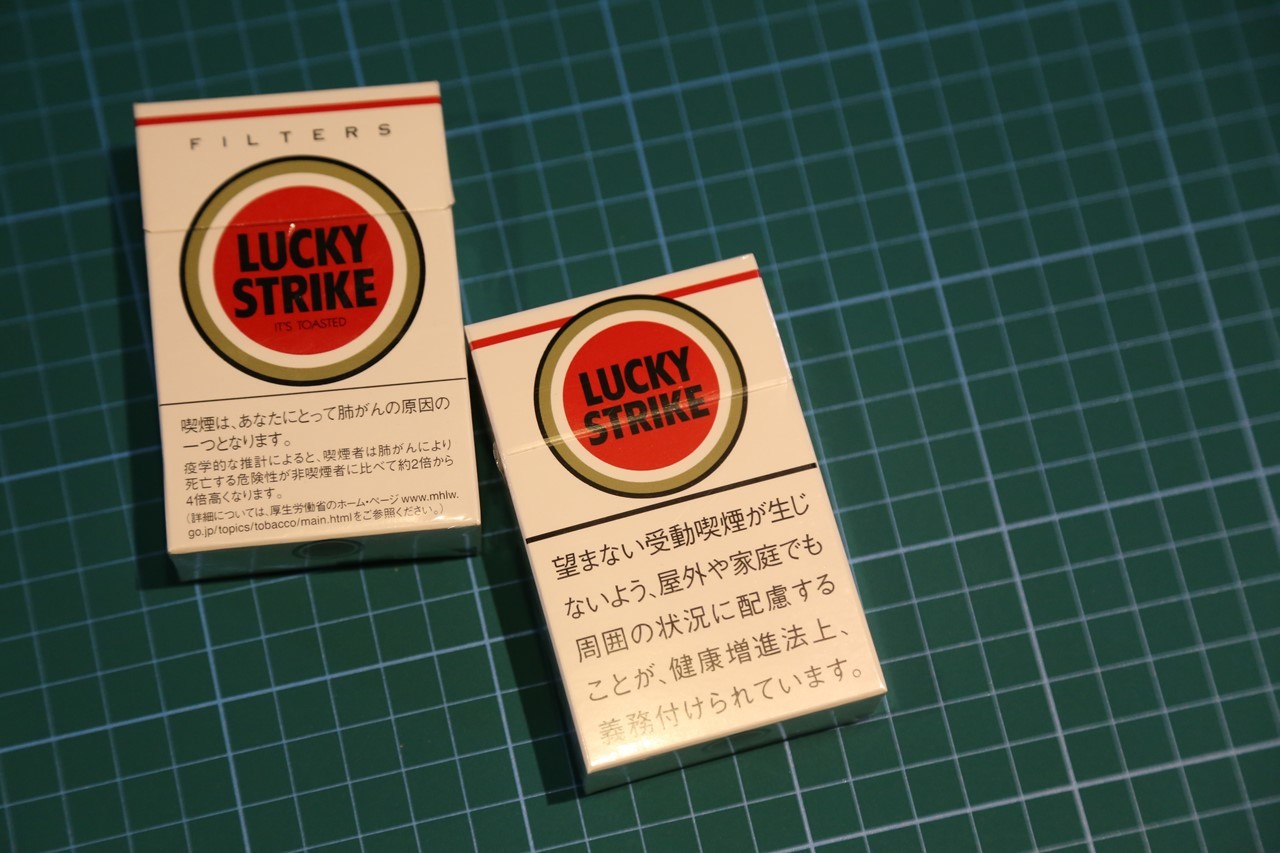 FILTERS
LUCKY
STRIKE
IT'S TOASTED
喫煙は、あなたにとって肺がんの原因の
一つとなります。
疫学的な推計によると、喫煙者は肺がんにより
死亡する危険性が非喫煙者に比べて約2倍から
4倍高くなります。
(詳細については、厚生労働省のホーム・ページ www.mhlw.
go.jp/topics/tobacco/main.htmlをご参照ください。)
LUCKY
STRIKE
望まない受動喫煙が生じ
ないよう、屋外や家庭でも
周囲の状況に配慮する
ことが、健康増進法上、
義務付けられています。